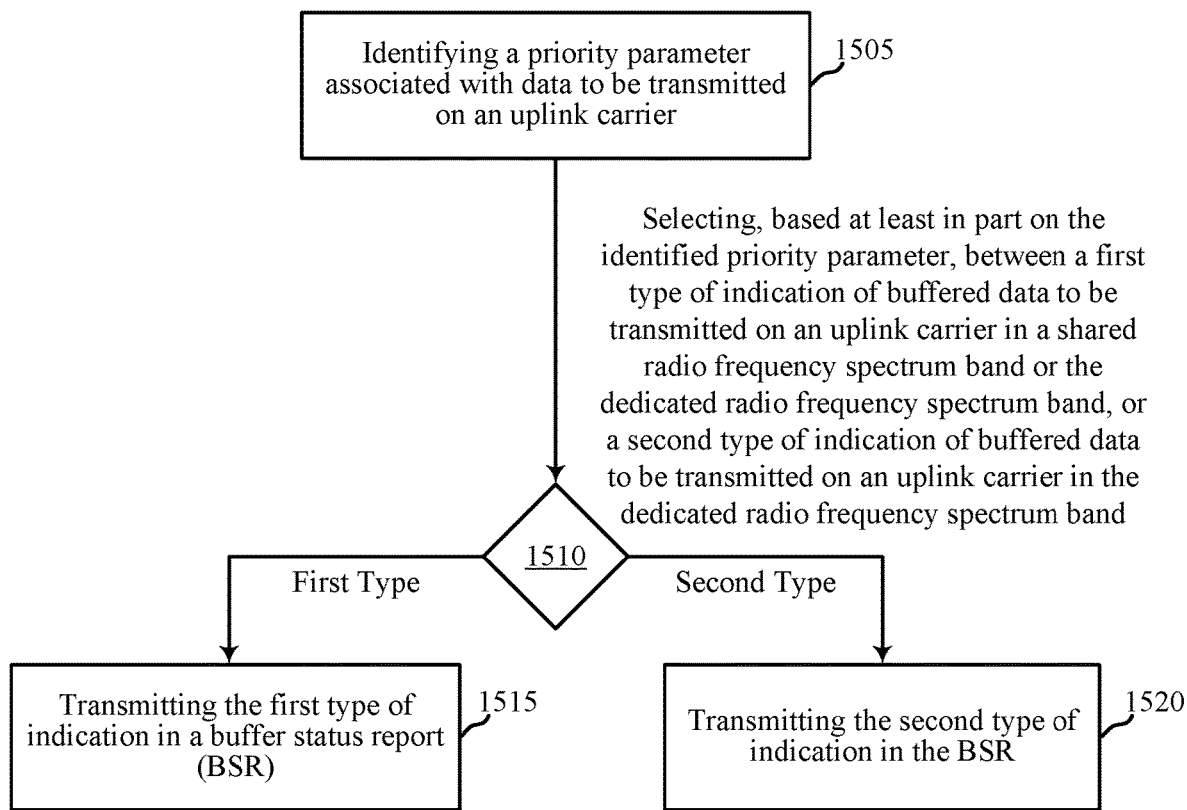 Identifying a priority parameter
associated with data to be transmitted
on an uplink carrier
1505
Selecting, based at least in part on the
identified priority parameter, between a first
type of indication of buffered data to be
transmitted on an uplink carrier in a shared
radio frequency spectrum band or the
dedicated radio frequency spectrum band, or
a second type of indication of buffered data
to be transmitted on an uplink carrier in the
dedicated radio frequency spectrum band
1510
First Type
Second Type
Transmitting the first type of
indication in a buffer status report
(BSR)
1515
Transmitting the second type of
indication in the BSR
1520